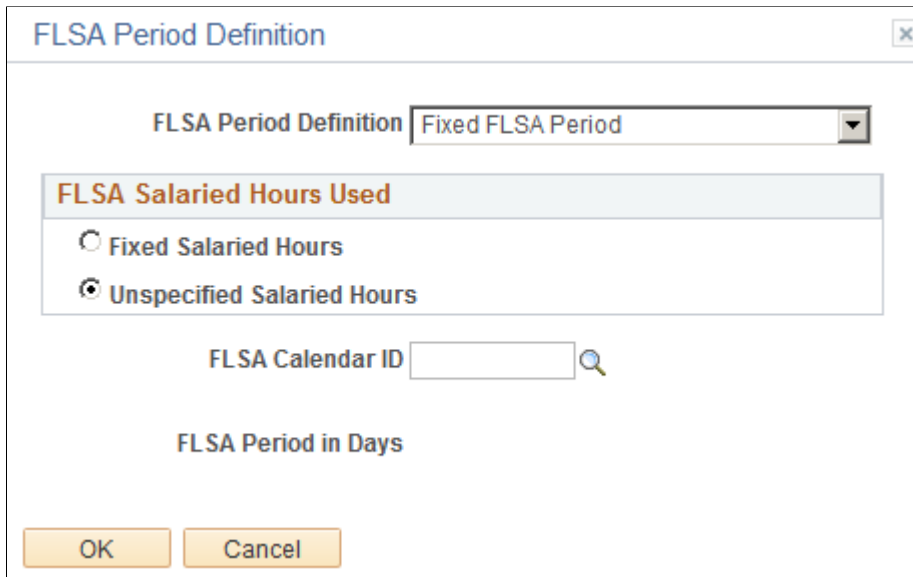 FLSA Period Definition
FLSA Period Definition Fixed FLSA Period
FLSA Salaried Hours Used
Fixed Salaried Hours
Unspecified Salaried Hours
FLSA Calendar ID
FLSA Period in Days
OK Cancel